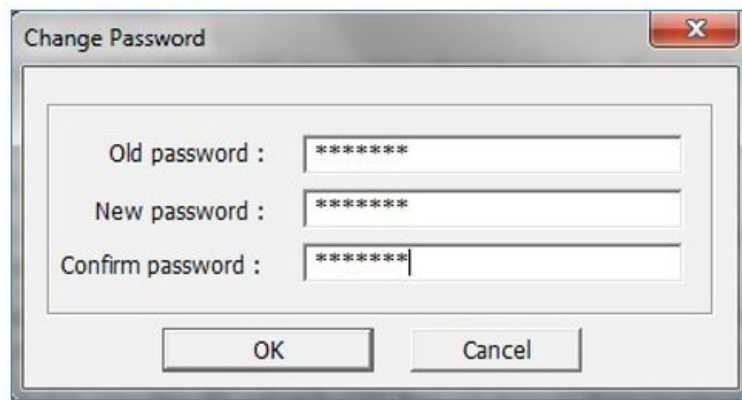 Change Password
Old password : *******
New password : *******
Confirm password : *******
OK Cancel